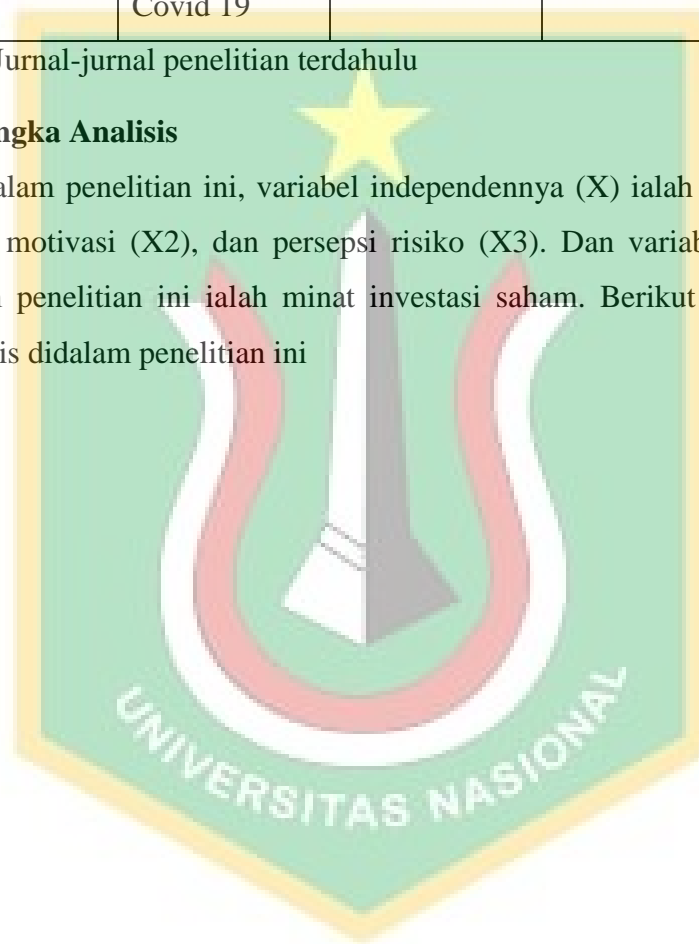 Covid 19
Jurnal-jurnal penelitian terdahulu
ngka Analisis
alam penelitian ini, variabel independennya (X) ialah
motivasi (X2), dan persepsi risiko (X3). Dan variab
penelitian ini ialah minat investasi saham. Berikut
is didalam penelitian ini
UNIVERSITAS NASIONAL